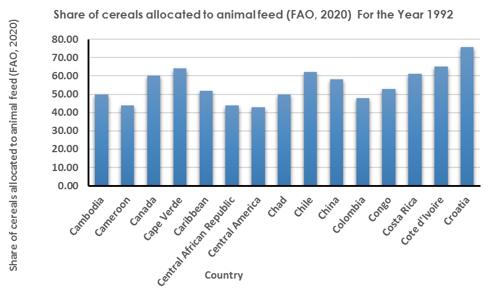 Share of cereals allocated to animal feed (FAO, 2020) For the Year 1992
Share of cereals allocated to animal feed (FAO, 2020)
80.00
70.00
60.00
50.00
40.00
30.00
20.00
10.00
0.00
Cambodia
Cameroon
Canada
Cape Verde
Caribbean
Central African Republic
Central America
Chad
Chile
China
Colombia
Congo
Costa Rica
Cote d'Ivoire
Croatia
Country